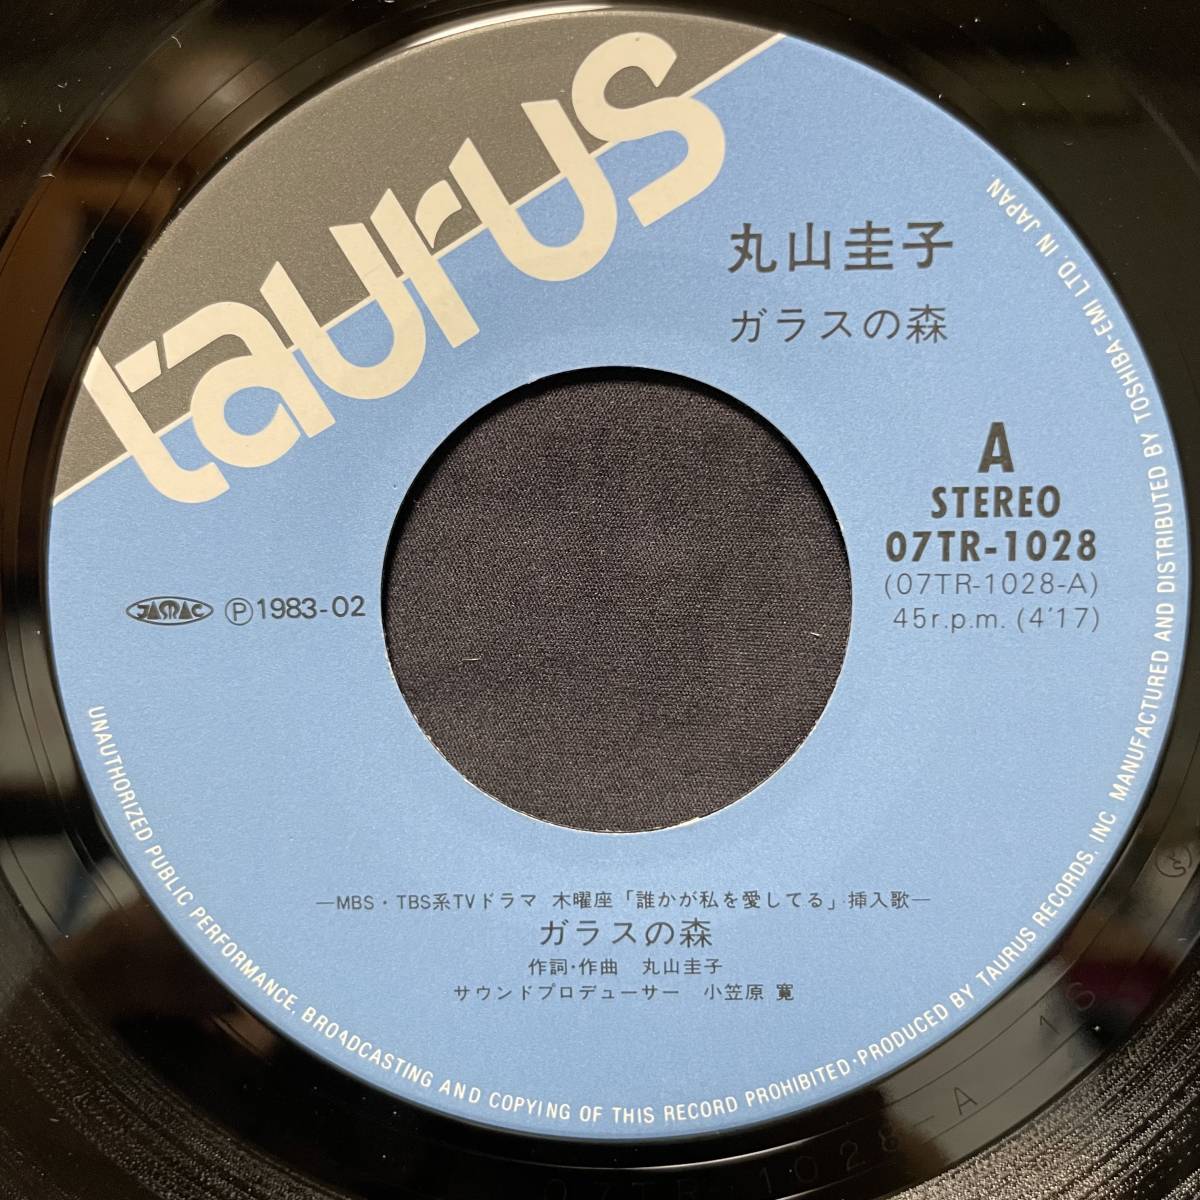 taurus
丸山圭子
ガラスの森
A
STEREO
07TR-1028
(07TR-1028-A)
45r.p.m. (4'17)
JASRAC Ⓟ1983-02
—MBS・TBS系TVドラマ 木曜座「誰かが私を愛してる」挿入歌—
ガラスの森
作詞・作曲 丸山圭子
サウンドプロデューサー 小笠原 寛
UNAUTHORIZED PUBLIC PERFORMANCE, BROADCASTING AND COPYING OF THIS RECORD PROHIBITED・PRODUCED BY TAURUS RECORDS, INC MANUFACTURED AND DISTRIBUTED BY TOSHIBA-EMI LTD. IN JAPAN
07TR-1028-A 16